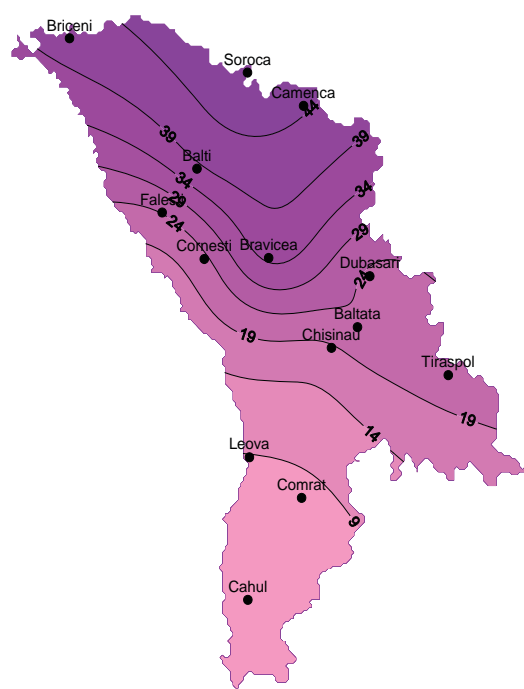 Briceni
Soroca
Camenca
44
39
39
Balti
34
34
29
Falesti
24
29
Cornesti
Bravicea
Dubasari
24
Baltata
19
Chisinau
Tiraspol
19
14
Leova
Comrat
9
Cahul